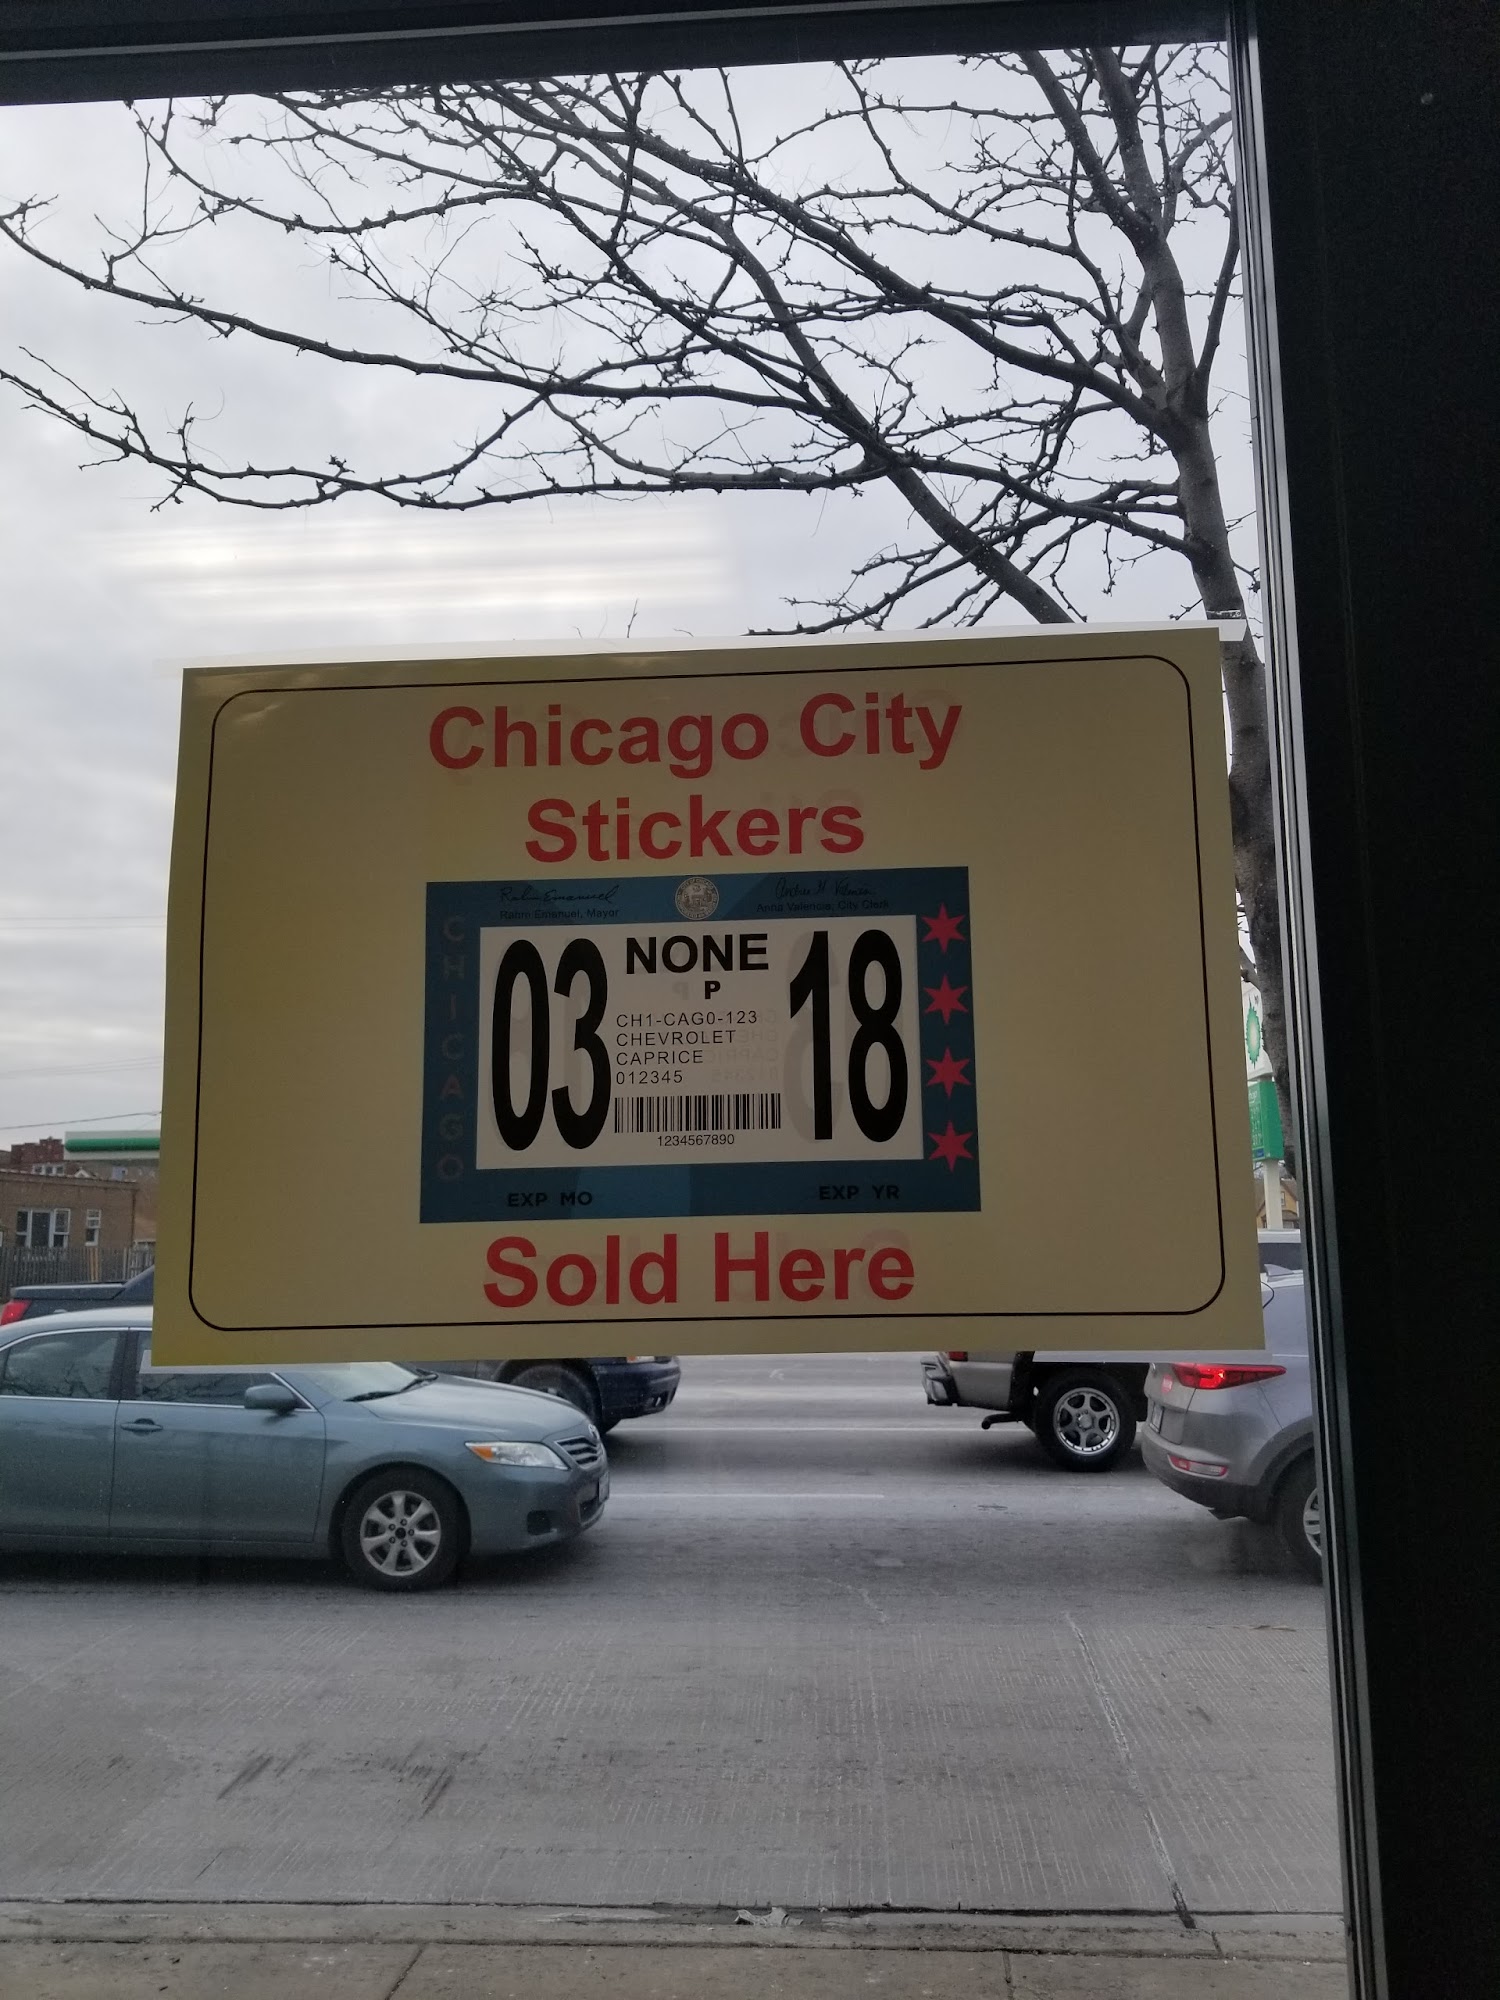 Chicago City
Stickers
Rahm Emanuel, Mayor
Anna Valencia, City Clerk
CHICAGO
03
NONE
P
CH1-CAG0-123
CHEVROLET
CAPRICE
012345
1234567890
18
EXP MO
EXP YR
Sold Here